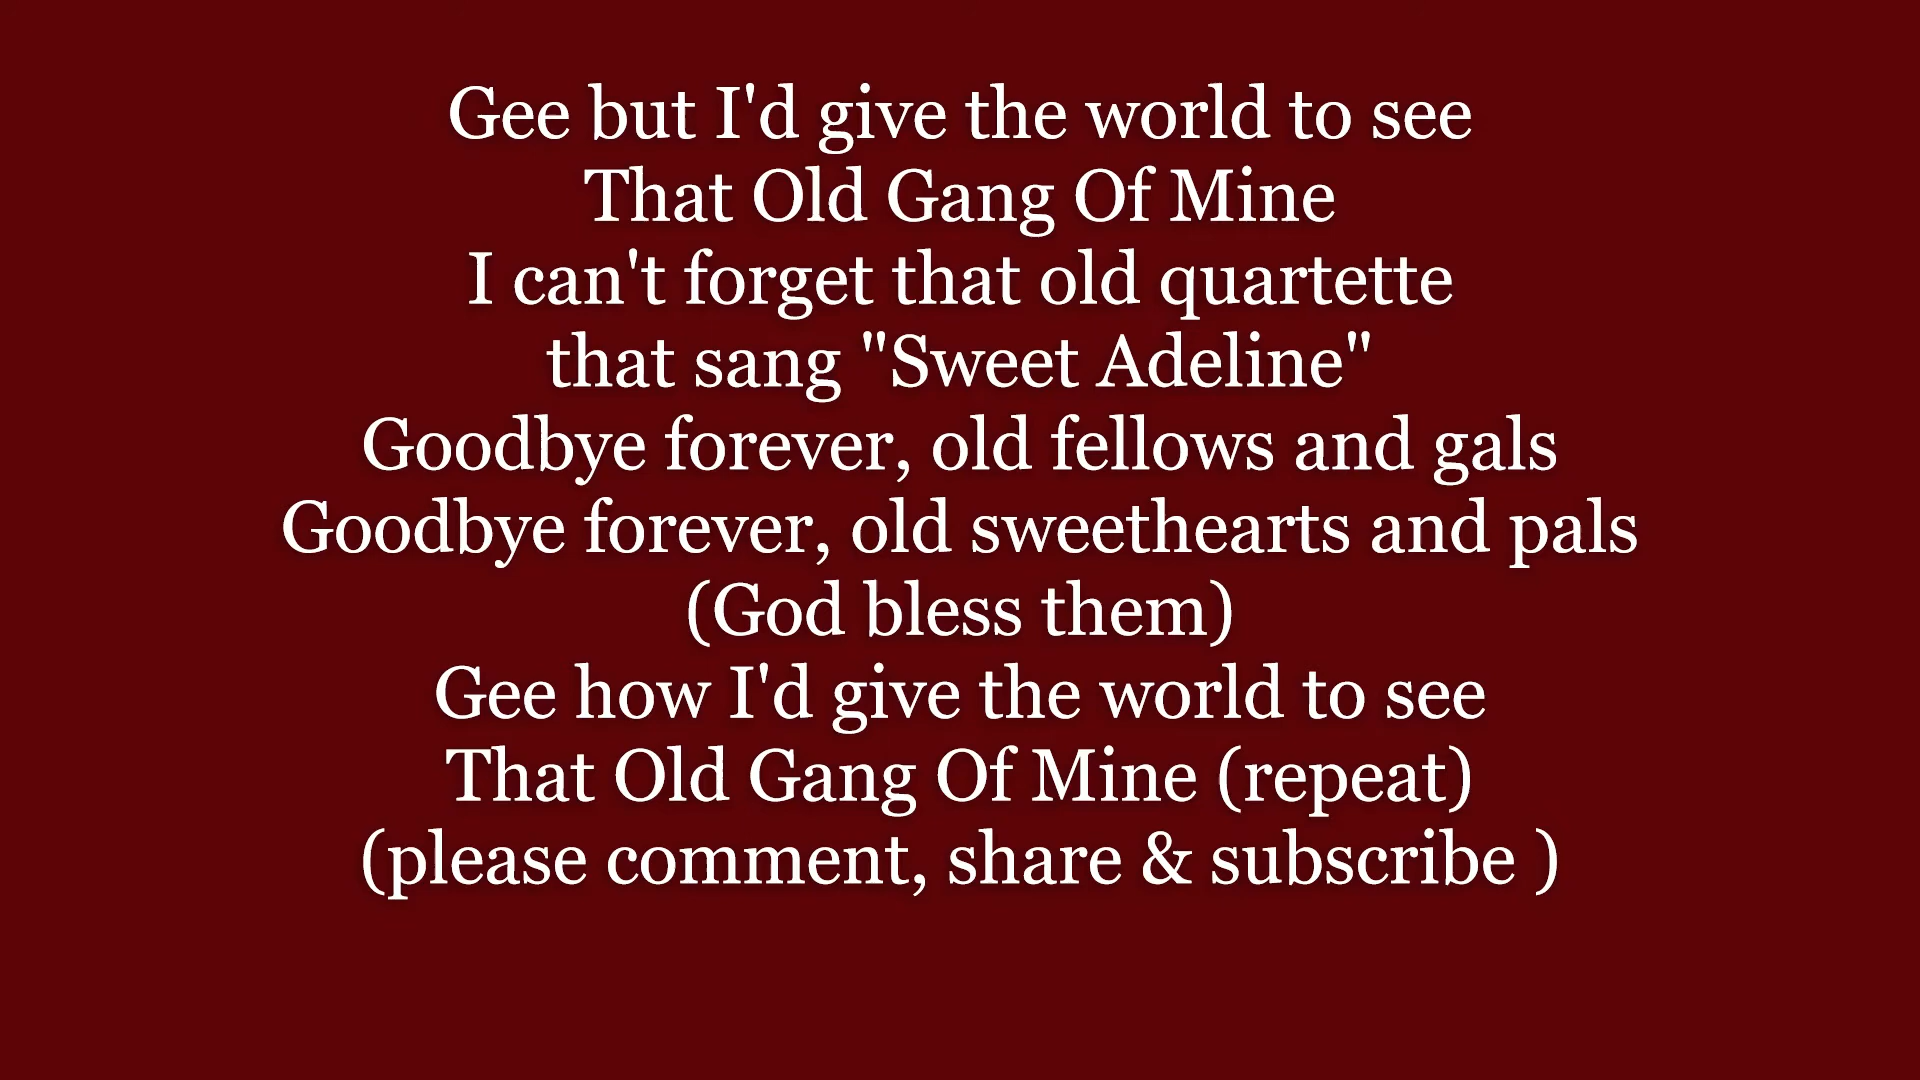 Gee but I'd give the world to see
That Old Gang Of Mine
I can't forget that old quartette
that sang "Sweet Adeline"
Goodbye forever, old fellows and gals
Goodbye forever, old sweethearts and pals
(God bless them)
Gee how I'd give the world to see
That Old Gang Of Mine (repeat)
(please comment, share & subscribe )